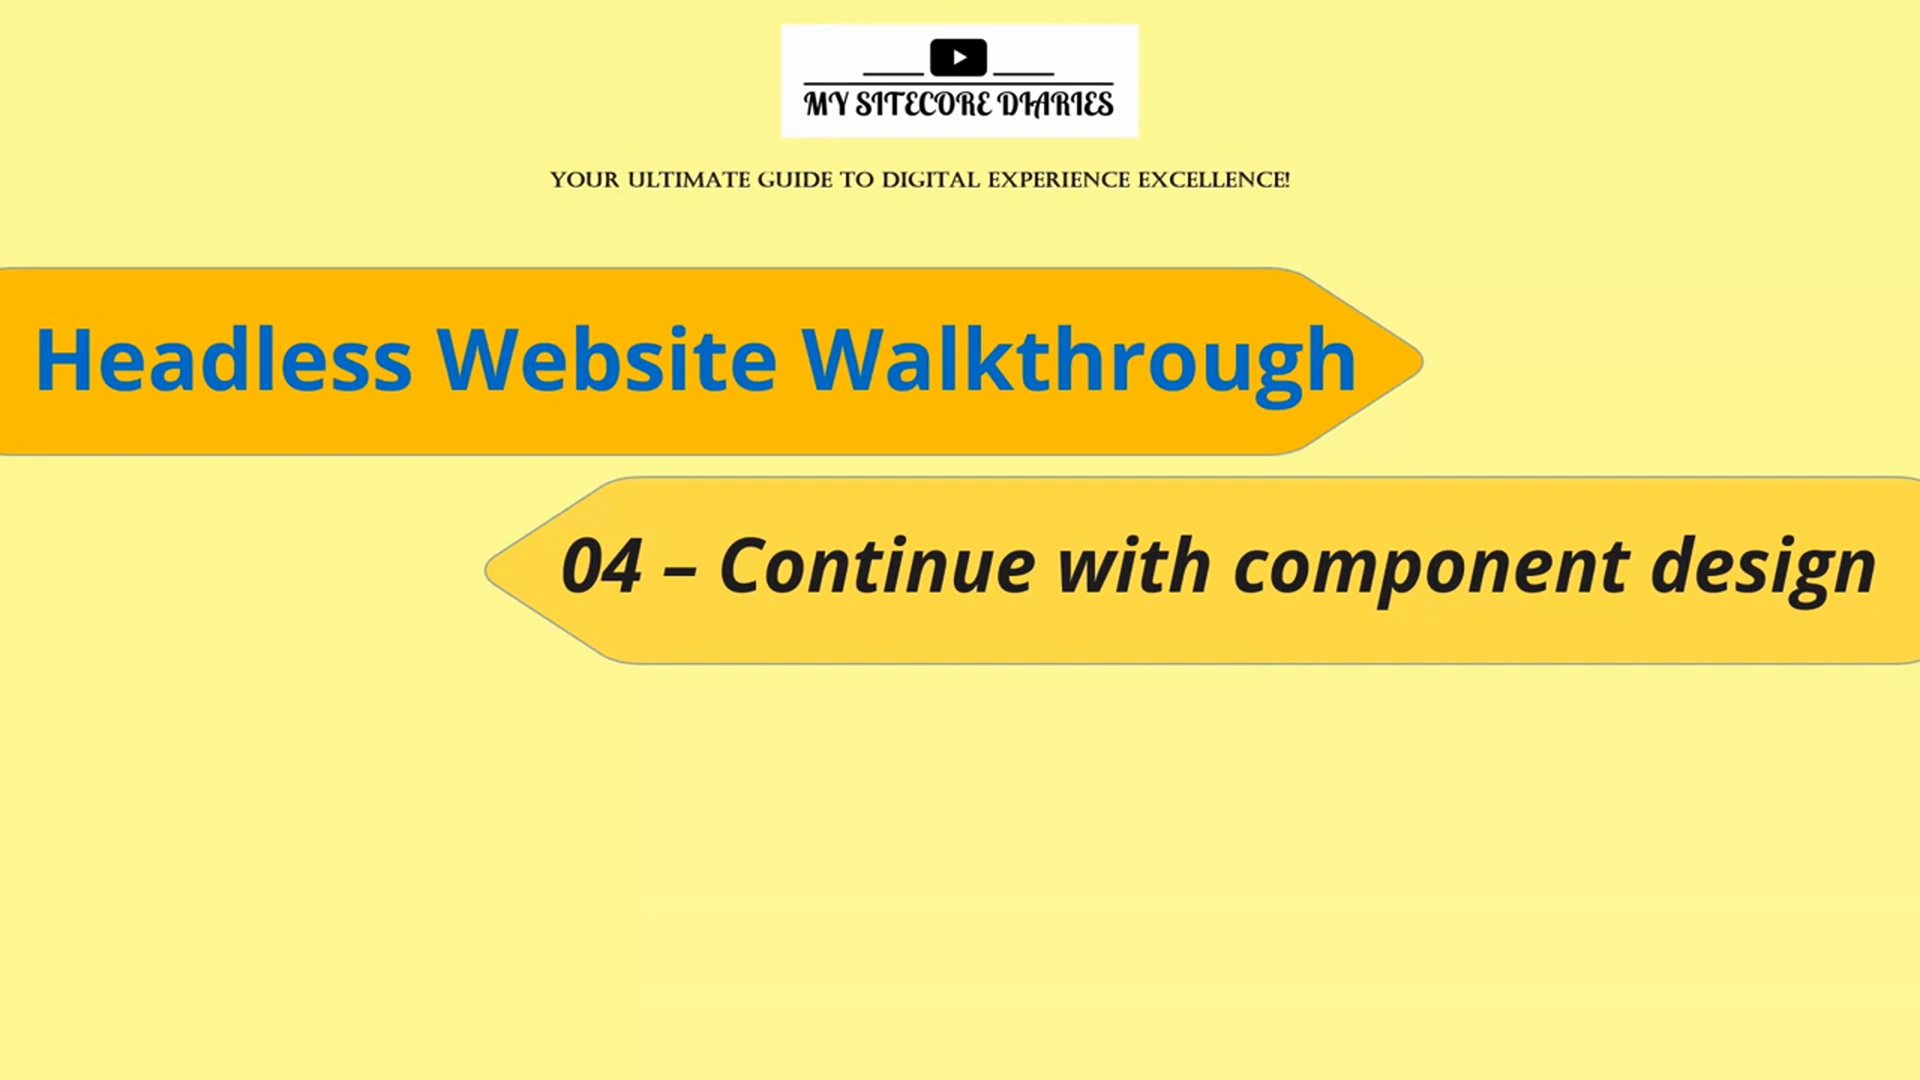 MY SITECORE DIARIES
YOUR ULTIMATE GUIDE TO DIGITAL EXPERIENCE EXCELLENCE!
Headless Website Walkthrough
04 – Continue with component design